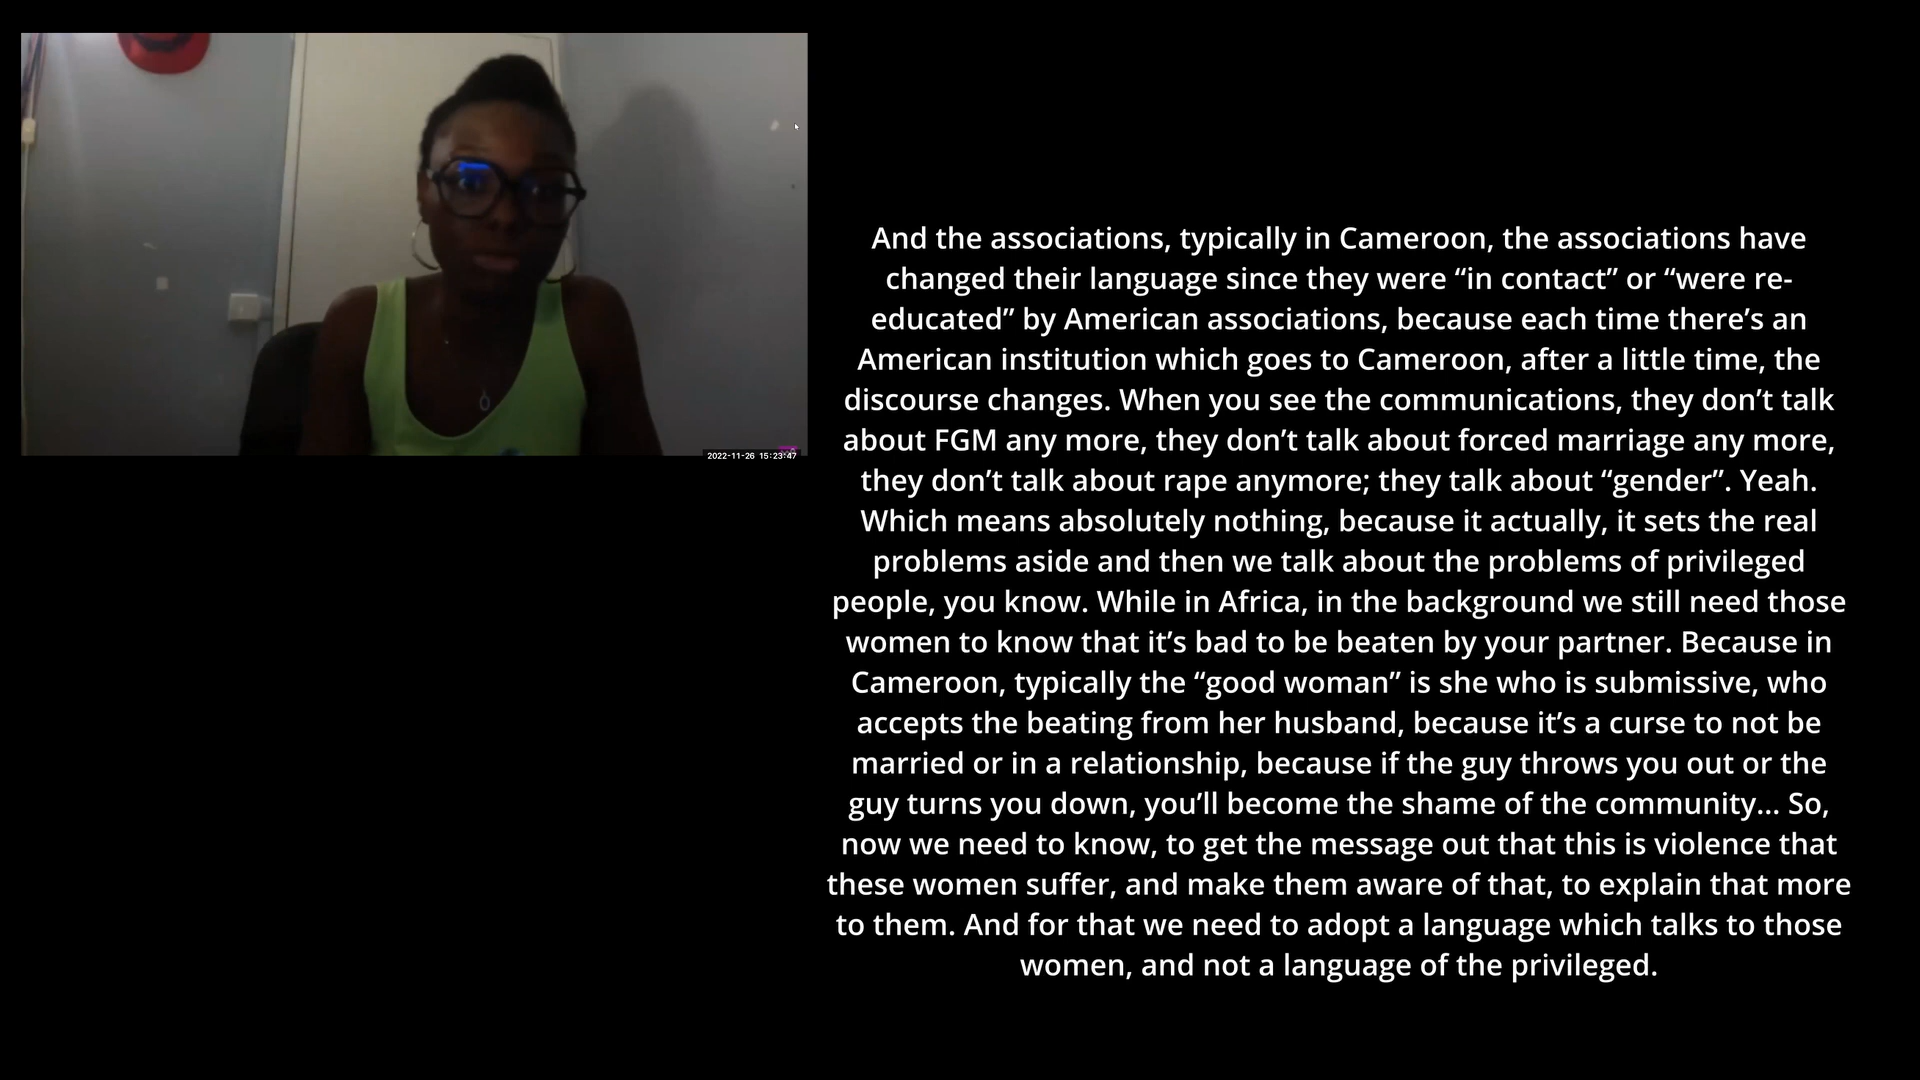 And the associations, typically in Cameroon, the associations have
changed their language since they were “in contact” or “were re-
educated” by American associations, because each time there’s an
American institution which goes to Cameroon, after a little time, the
discourse changes. When you see the communications, they don’t talk
about FGM any more, they don’t talk about forced marriage any more,
they don’t talk about rape anymore; they talk about “gender”. Yeah.
Which means absolutely nothing, because it actually, it sets the real
problems aside and then we talk about the problems of privileged
people, you know. While in Africa, in the background we still need those
women to know that it’s bad to be beaten by your partner. Because in
Cameroon, typically the “good woman” is she who is submissive, who
accepts the beating from her husband, because it’s a curse to not be
married or in a relationship, because if the guy throws you out or the
guy turns you down, you’ll become the shame of the community… So,
now we need to know, to get the message out that this is violence that
these women suffer, and make them aware of that, to explain that more
to them. And for that we need to adopt a language which talks to those
women, and not a language of the privileged.
2022-11-26 15:23:47